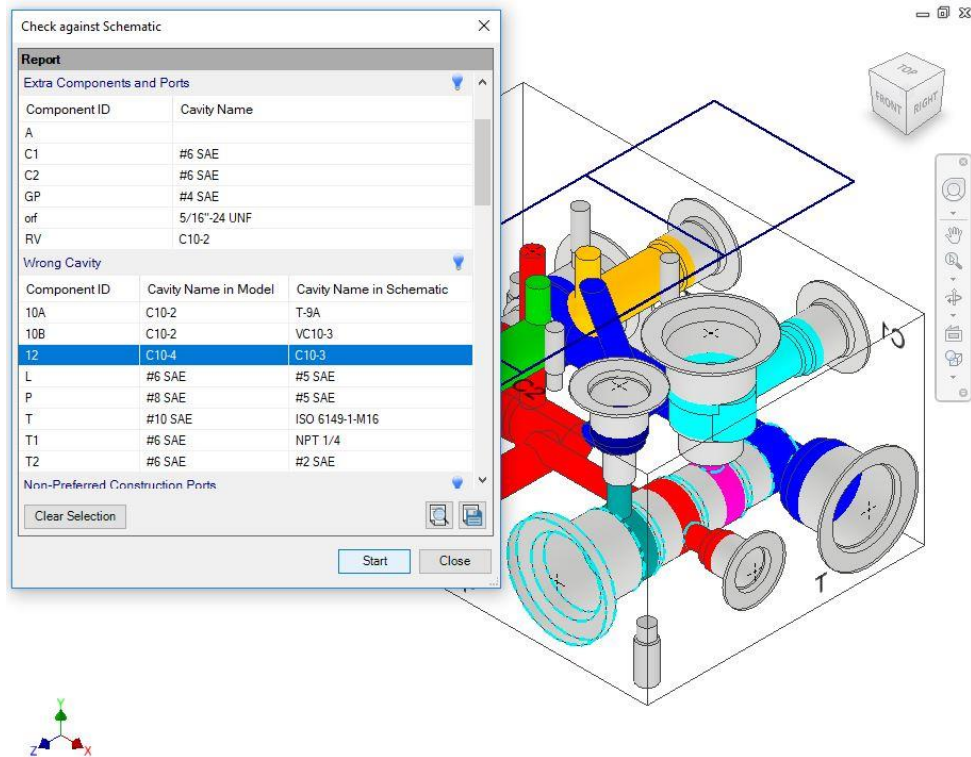 Check against Schematic
Report
Extra Components and Ports
Component ID Cavity Name
A
C1 #6 SAE
C2 #6 SAE
GP #4 SAE
orf 5/16"-24 UNF
RV C10-2
Wrong Cavity
Component ID Cavity Name in Model Cavity Name in Schematic
10A C10-2 T-9A
10B C10-2 VC10-3
12 C10-4 C10-3
L #6 SAE #5 SAE
P #8 SAE #5 SAE
T #10 SAE ISO 6149-1-M16
T1 #6 SAE NPT 1/4
T2 #6 SAE #2 SAE
Non-Preferred Construction Ports
Clear Selection
Start Close
TOP
FRONT RIGHT
C1
C2
T
Y
Z X